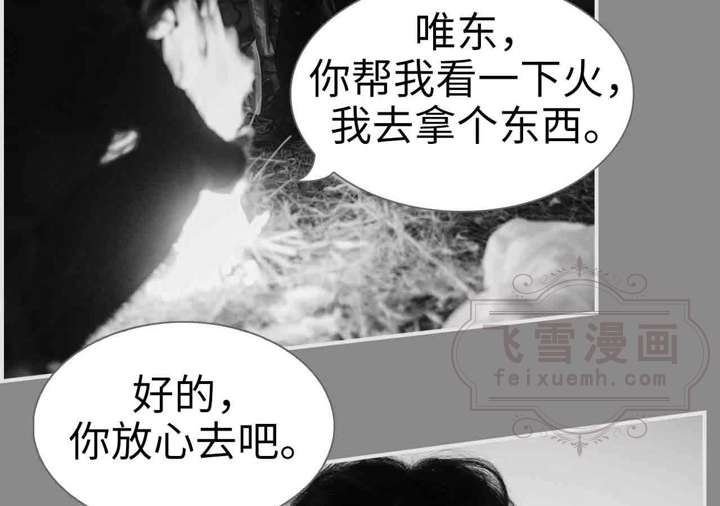 唯东，
你帮我看一下火，
我去拿个东西。
飞雪漫画
feixuemh.com
好的，
你放心去吧。